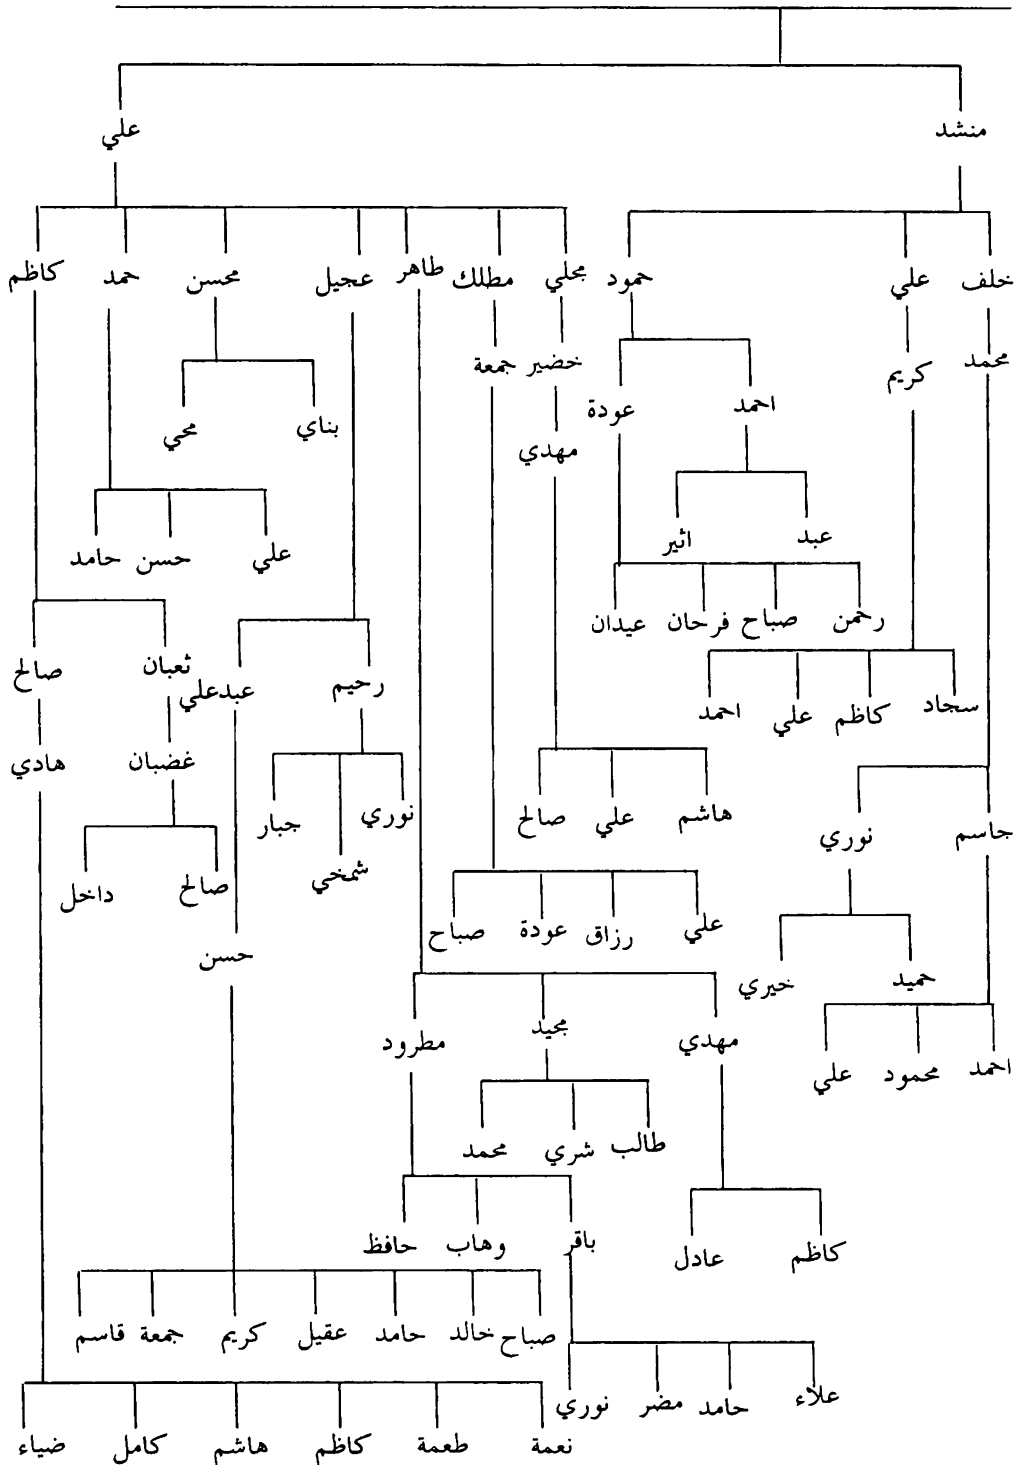 منشد علي
خلف علي حمود مجلي مطلك طاهر عجيل محسن حمد كاظم
محمد كريم خضير جمعة
احمد عودة بناي محي
مهدي
عبد اثير علي حسن حامد
رحمن صباح فرحان عيدان
رحيم عبدعلي ثعبان صالح
سجاد كاظم علي احمد
غضبان هادي
جاسم نوري هاشم علي صالح نوري شمخي جبار
صالح داخل
علي رزاق عودة صباح
حسن
حميد خيري
مهدي مجيد مطرود
احمد محمود علي
طالب شري محمد
كاظم عادل باقر وهاب حافظ
صباح خالد حامد عقيل كريم جمعة قاسم
علاء حامد مضر نوري
نعمة طعمة كاظم هاشم كامل ضياء